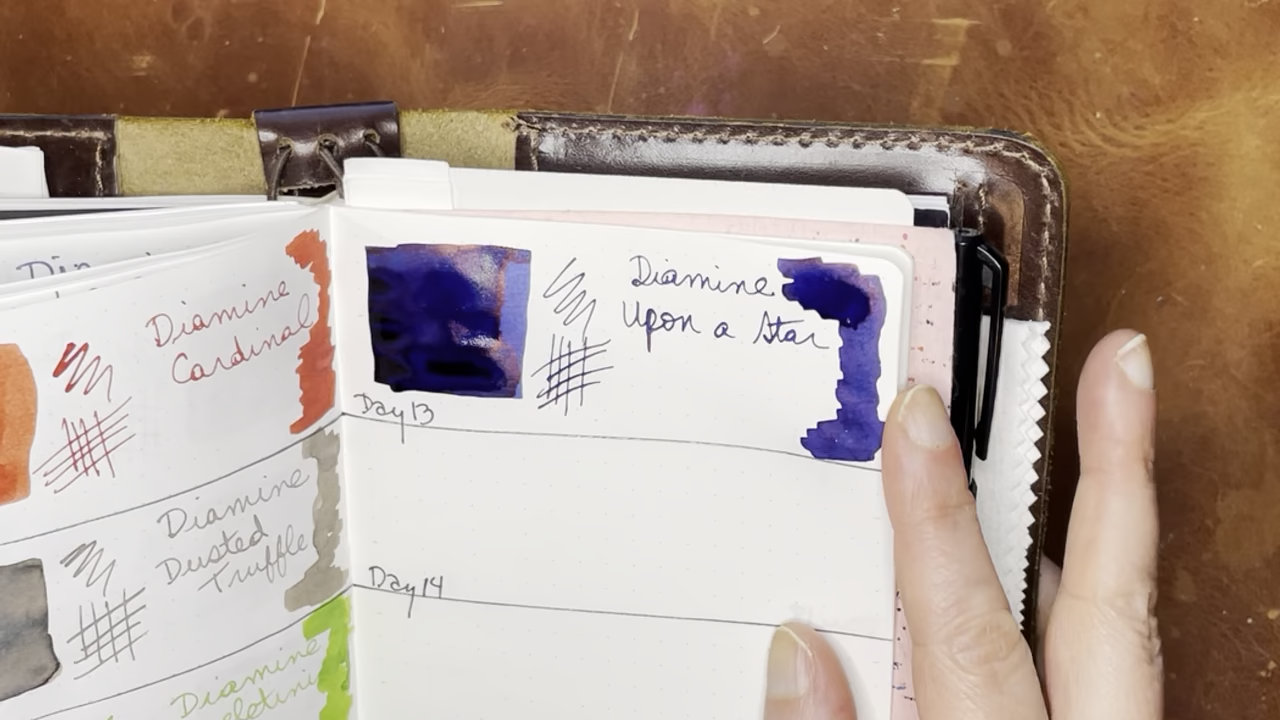 Diamine
Cardinal
Diamine
Dusted
Truffle
Diamine
Diamine
Upon a Star
Day 13
Day 14